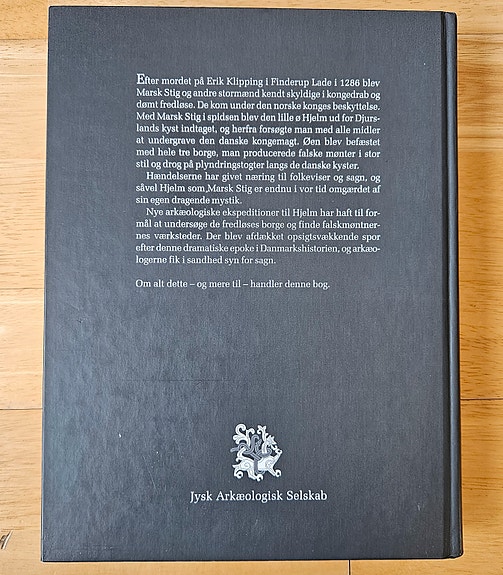 Efter mordet på Erik Klipping i Finderup Lade i 1286 blev
Marsk Stig og andre stormænd kendt skyldige i kongedrab og
dømt fredløse. De kom under den norske konges beskyttelse.
Med Marsk Stig i spidsen blev den lille ø Hjelm ud for Djurs-
lands kyst indtaget, og herfra forsøgte man med alle midler
at undergrave den danske kongemagt. Øen blev befæstet
med hele tre borge, man producerede falske mønter i stor
stil og drog på plyndringstogter langs de danske kyster.
Hændelserne har givet næring til folkeviser og sagn, og
såvel Hjelm som Marsk Stig er endnu i vor tid omgærdet af
sin egen dragende mystik.
Nye arkæologiske ekspeditioner til Hjelm har haft til for-
mål at undersøge de fredløses borge og finde falskmøntner-
nes værksteder. Der blev afdækket opsigtsvækkende spor
efter denne dramatiske epoke i Danmarkshistorien, og arkæo-
logerne fik i sandhed syn for sagn.
Om alt dette – og mere til – handler denne bog.
Jysk Arkæologisk Selskab